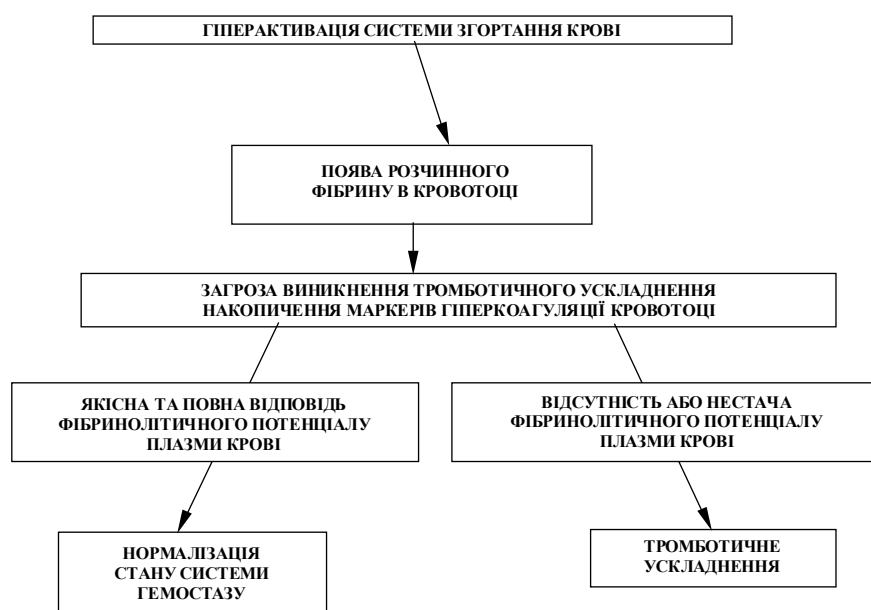 ГІПЕРАКТИВАЦІЯ СИСТЕМИ ЗГОРТАННЯ КРОВІ
ПОЯВА РОЗЧИННОГО
ФІБРИНУ В КРОВОТОЦІ
ЗАГРОЗА ВИНИКНЕННЯ ТРОМБОТИЧНОГО УСКЛАДНЕННЯ
НАКОПИЧЕННЯ МАРКЕРІВ ГІПЕРКОАГУЛЯЦІЇ КРОВОТОЦІ
ЯКІСНА ТА ПОВНА ВІДПОВІДЬ
ФІБРИНОЛІТИЧНОГО ПОТЕНЦІАЛУ
ПЛАЗМИ КРОВІ
ВІДСУТНІСТЬ АБО НЕСТАЧА
ФІБРИНОЛІТИЧНОГО ПОТЕНЦІАЛУ
ПЛАЗМИ КРОВІ
НОРМАЛІЗАЦІЯ
СТАНУ СИСТЕМИ
ГЕМОСТАЗУ
ТРОМБОТИЧНЕ
УСКЛАДНЕННЯ